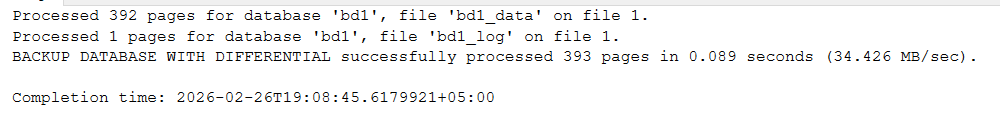 Processed 392 pages for database 'bd1', file 'bd1_data' on file 1.
Processed 1 pages for database 'bd1', file 'bd1_log' on file 1.
BACKUP DATABASE WITH DIFFERENTIAL successfully processed 393 pages in 0.089 seconds (34.426 MB/sec).
Completion time: 2026-02-26T19:08:45.6179921+05:00